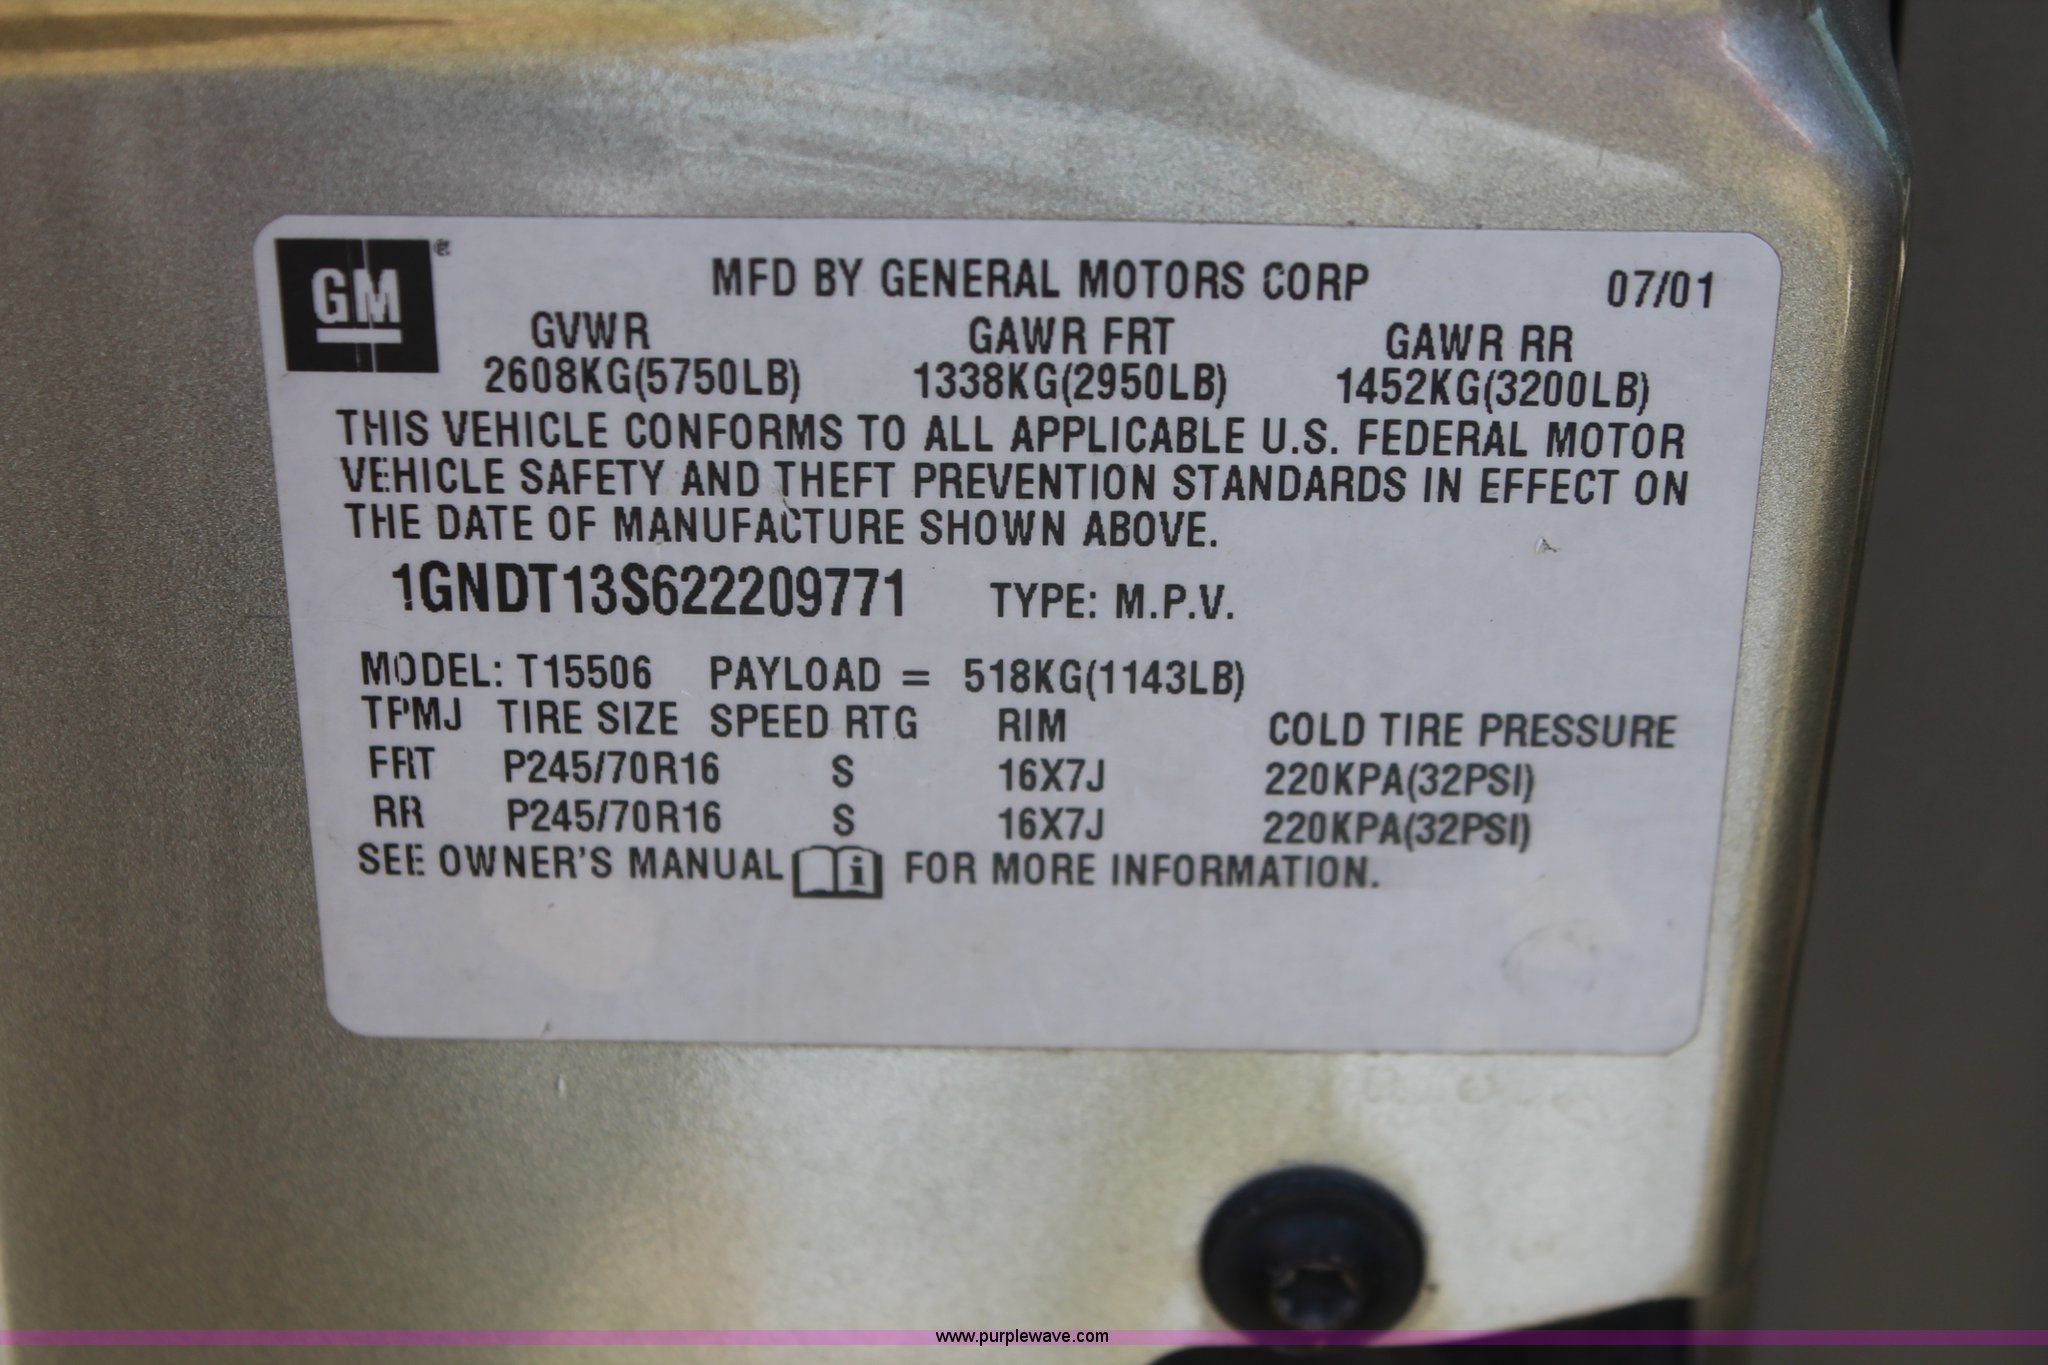 GM®
MFD BY GENERAL MOTORS CORP 07/01
GVWR GAWR FRT GAWR RR
2608KG(5750LB) 1338KG(2950LB) 1452KG(3200LB)
THIS VEHICLE CONFORMS TO ALL APPLICABLE U.S. FEDERAL MOTOR
VEHICLE SAFETY AND THEFT PREVENTION STANDARDS IN EFFECT ON
THE DATE OF MANUFACTURE SHOWN ABOVE.
1GNDT13S622209771 TYPE: M.P.V.
MODEL: T15506 PAYLOAD = 518KG(1143LB)
TPMJ TIRE SIZE SPEED RTG RIM COLD TIRE PRESSURE
FRT P245/70R16 S 16X7J 220KPA(32PSI)
RR P245/70R16 S 16X7J 220KPA(32PSI)
SEE OWNER'S MANUAL i FOR MORE INFORMATION.
www.purplewave.com